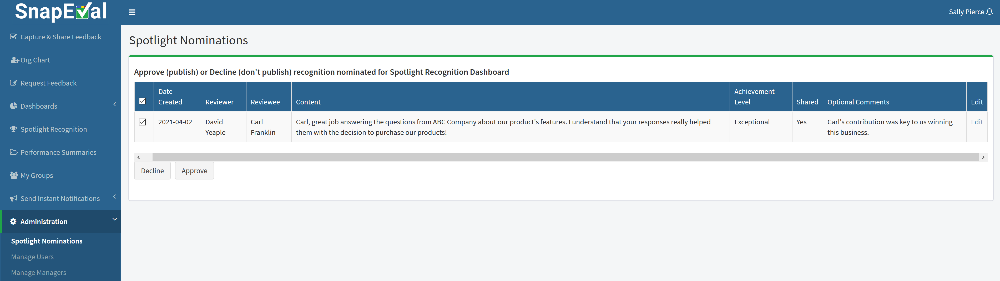 SnapEval
Sally Pierce
Capture & Share Feedback
Org Chart
Request Feedback
Dashboards
Spotlight Recognition
Performance Summaries
My Groups
Send Instant Notifications
Administration
Spotlight Nominations
Manage Users
Manage Managers
Spotlight Nominations
Approve (publish) or Decline (don't publish) recognition nominated for Spotlight Recognition Dashboard
Date
Created
Reviewer
Reviewee
Content
Achievement
Level
Shared
Optional Comments
Edit
2021-04-02
David
Yeaple
Carl
Franklin
Carl, great job answering the questions from ABC Company about our product's features. I understand that your responses really helped
them with the decision to purchase our products!
Exceptional
Yes
Carl's contribution was key to us winning
this business.
Edit
Decline
Approve